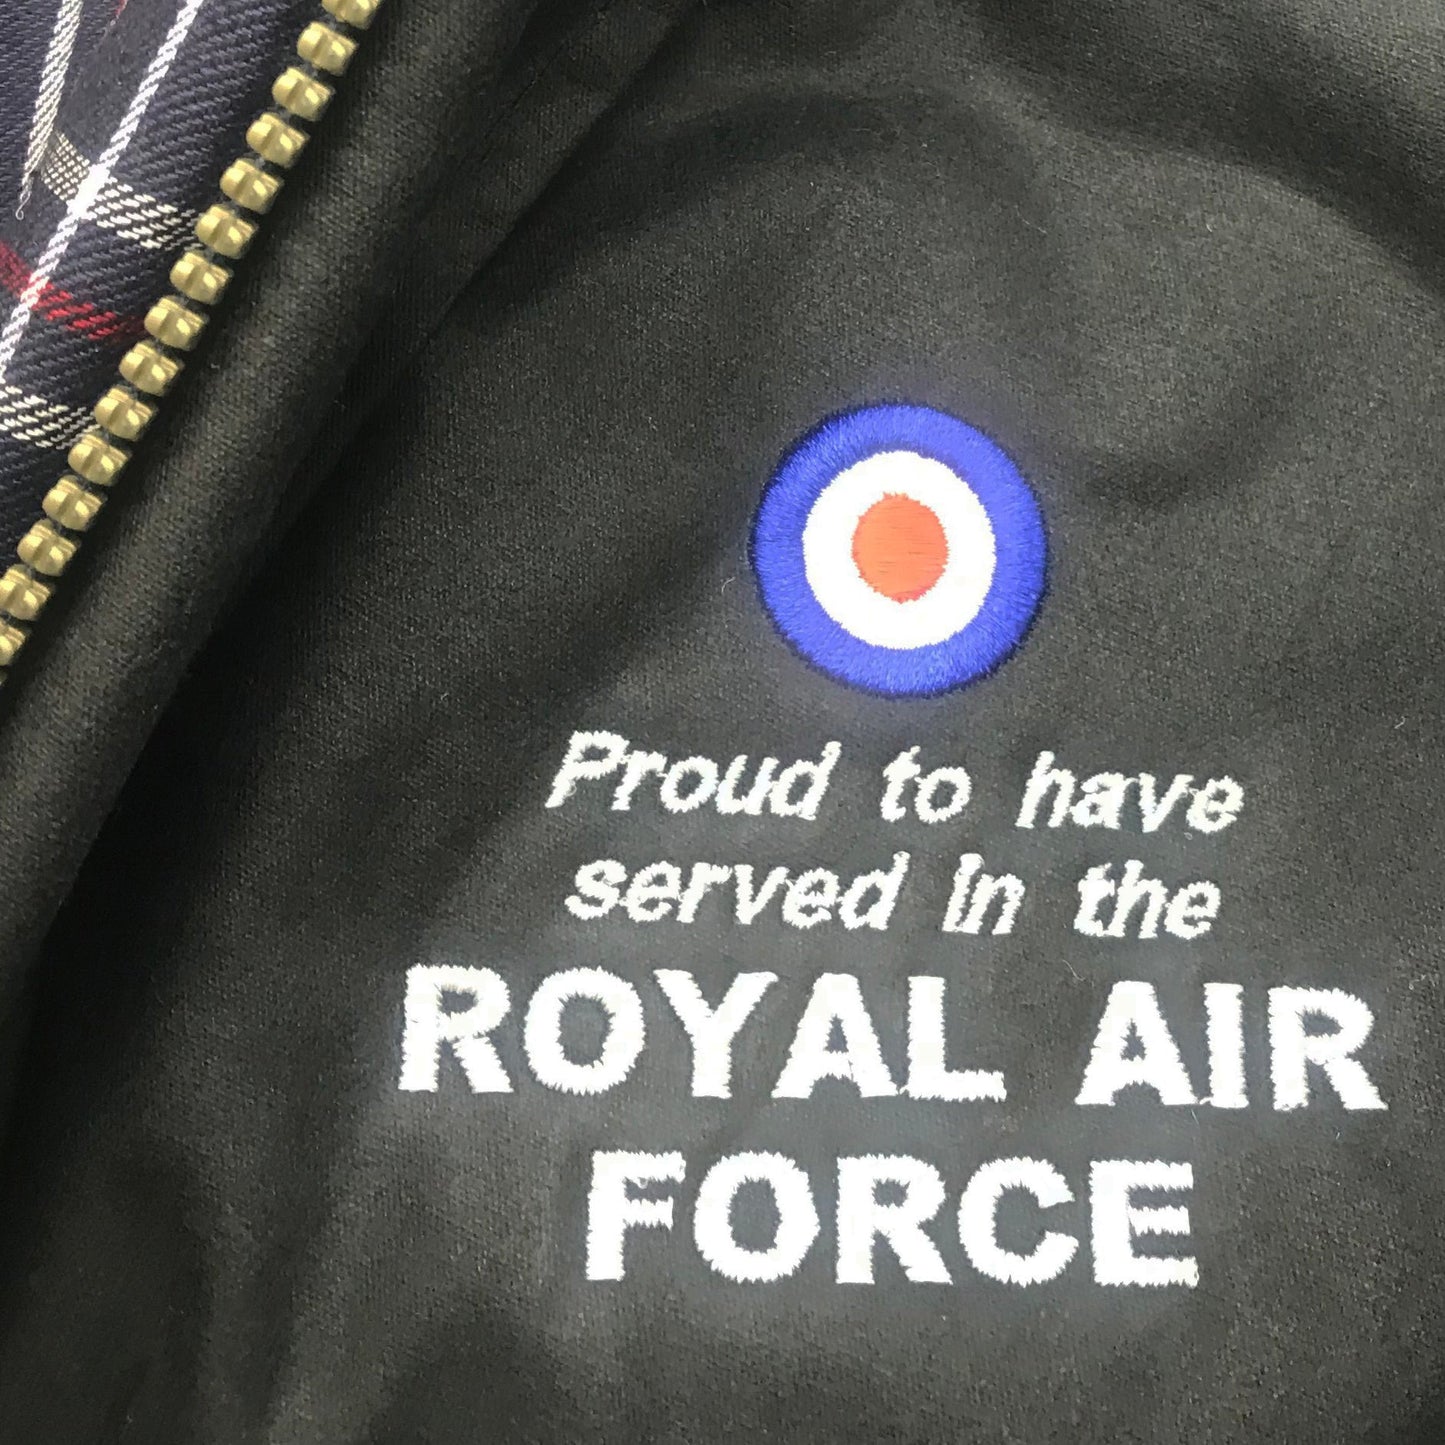 Proud to have
served in the
ROYAL AIR
FORCE